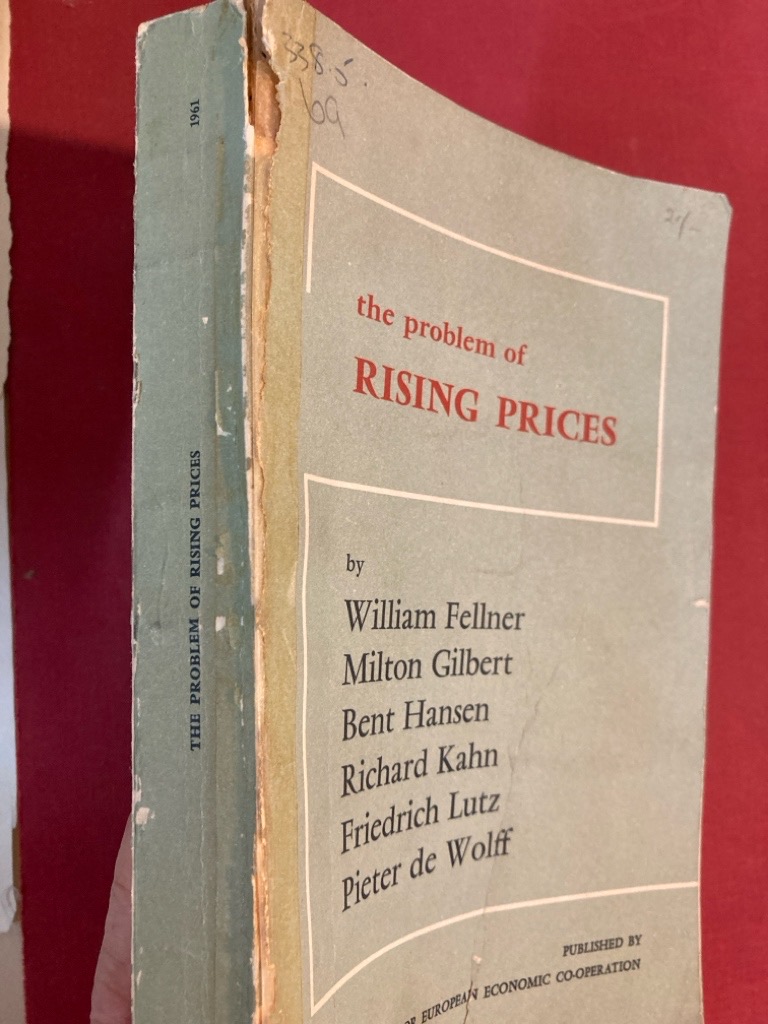 1961
THE PROBLEM OF RISING PRICES
338.5.
69
the problem of
RISING PRICES
by
William Fellner
Milton Gilbert
Bent Hansen
Richard Kahn
Friedrich Lutz
Pieter de Wolff
PUBLISHED BY
OF EUROPEAN ECONOMIC CO-OPERATION